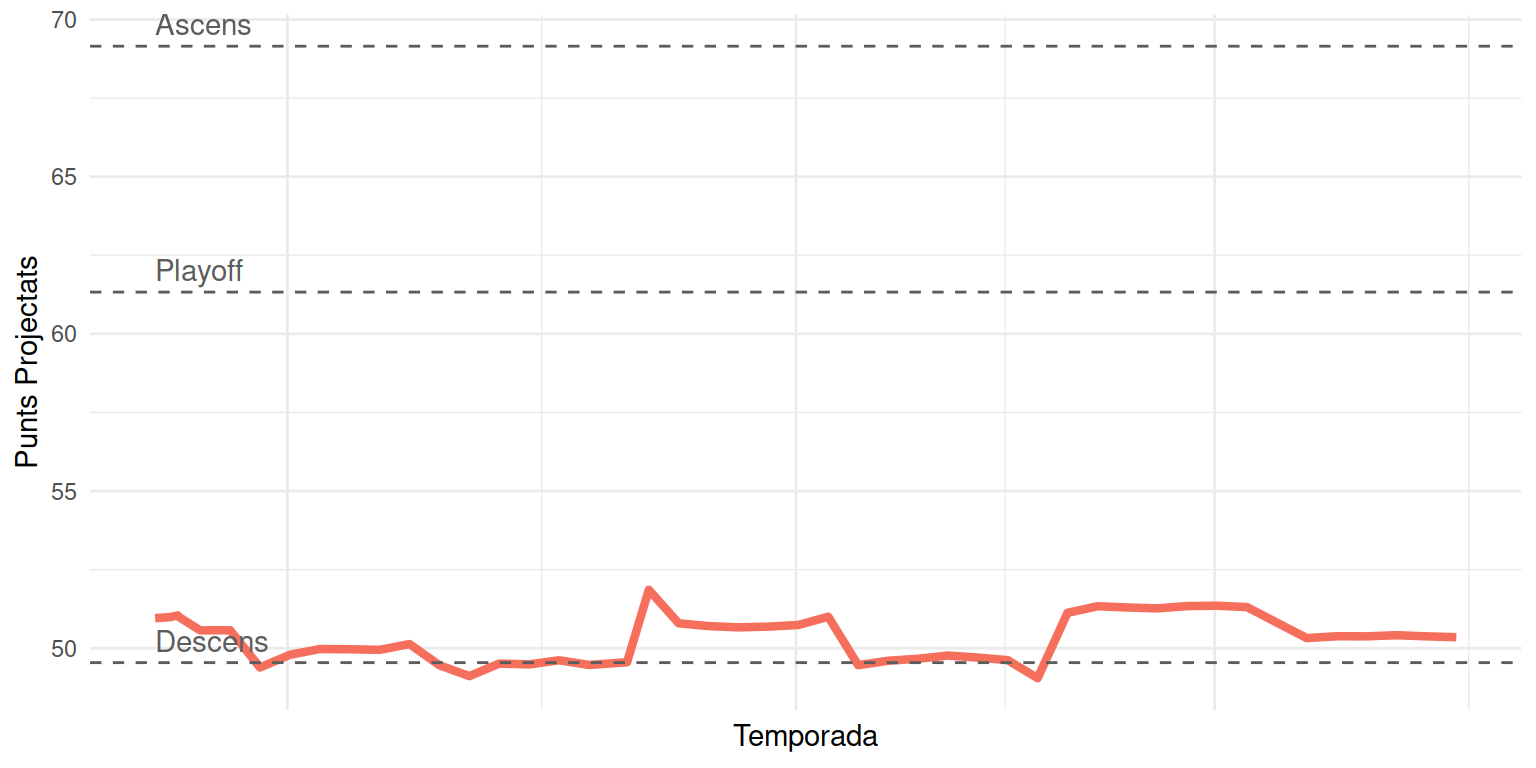 70
Ascens
65
Playoff
60
Punts Projectats
55
Descens
50
Temporada